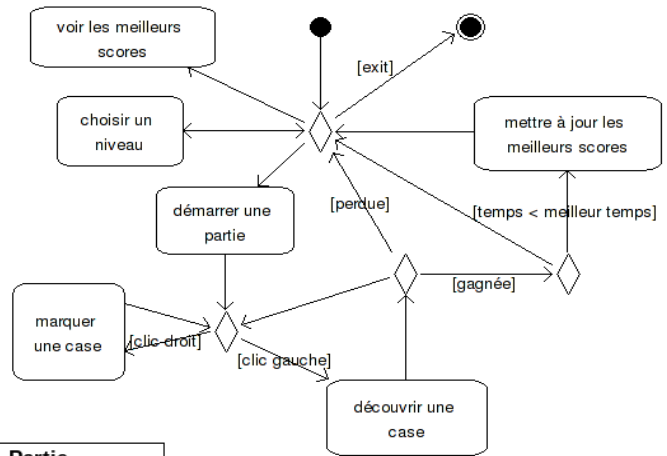 voir les meilleurs
scores
[exit]
choisir un
niveau
mettre à jour les
meilleurs scores
démarrer une
partie
[perdue]
[temps < meilleur temps]
[gagnée]
marquer
une case
[clic droit]
[clic gauche]
découvrir une
case
Partie